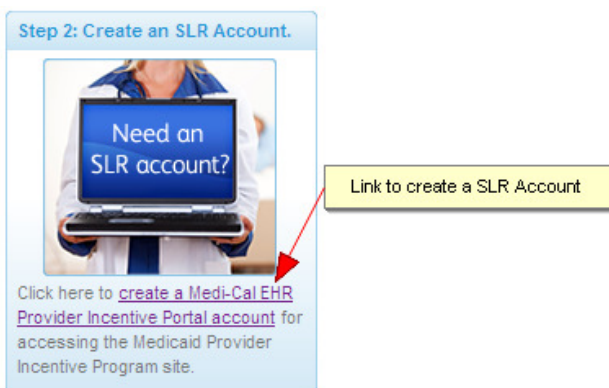 Step 2: Create an SLR Account.
Need an
SLR account?
Link to create a SLR Account
Click here to create a Medi-Cal EHR
Provider Incentive Portal account for
accessing the Medicaid Provider
Incentive Program site.